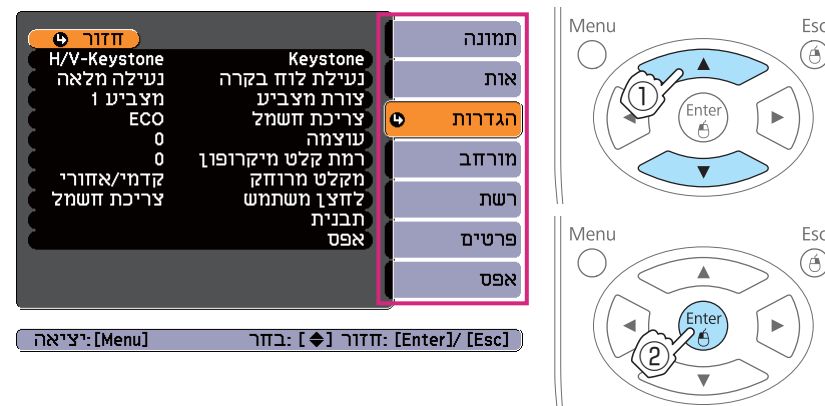 חזור
Keystone H/V-Keystone
נעילת לוח בקרה נעילה מלאה
צורת מצביע מצביע 1
צריכת חשמל ECO
עוצמה 0
רמת קלט מיקרופון 0
מקלט מרוחק קדמי/אחורי
לחצן משתמש צריכת חשמל
תבנית
אפס
תמונה
אות
הגדרות
מורחב
רשת
פרטים
אפס
[Esc] /[Enter] :חזור [♦] :בחר [Menu]:יציאה
Menu
Esc
Enter
1
Menu
Esc
Enter
2